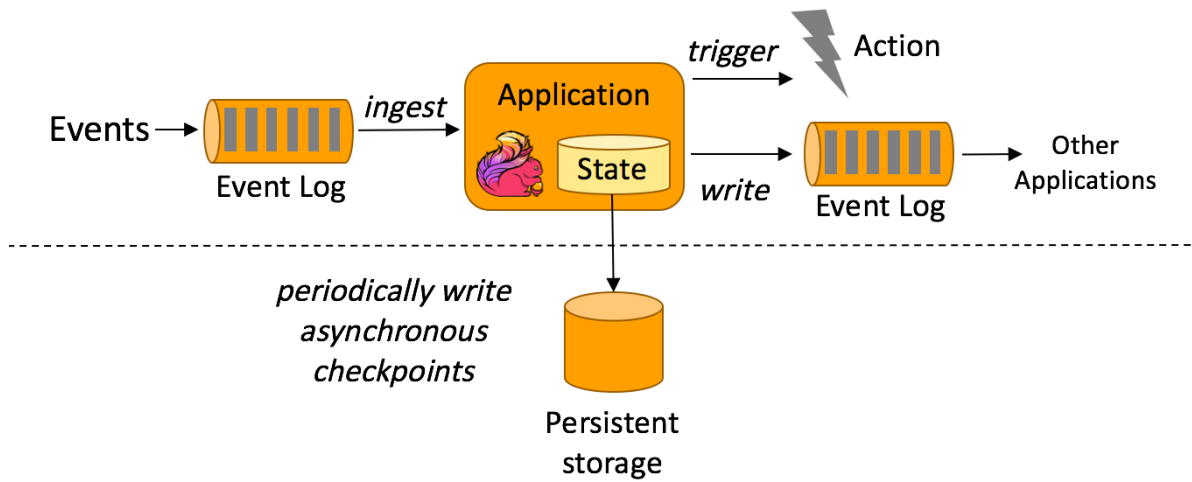 Events
Event Log
ingest
Application
State
trigger
Action
write
Event Log
Other
Applications
periodically write
asynchronous
checkpoints
Persistent
storage